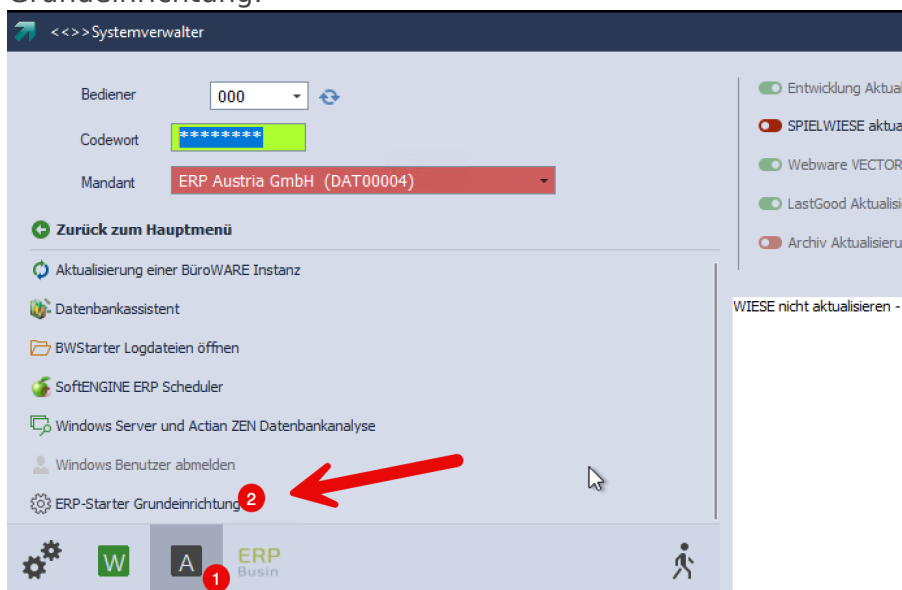 Grundeinrichtung.
<<>>Systemverwalter
Bediener 000
Codewort ********
Mandant ERP Austria GmbH (DAT00004)
Zurück zum Hauptmenü
Aktualisierung einer BüroWARE Instanz
Datenbankassistent
BWStarter Logdateien öffnen
SoftENGINE ERP Scheduler
Windows Server und Actian ZEN Datenbankanalyse
Windows Benutzer abmelden
ERP-Starter Grundeinrichtung 2
W A 1 ERP
Busin
Entwicklung Aktual
SPIELWIESE aktua
Webware VECTOR
LastGood Aktualisi
Archiv Aktualisieru
WIESE nicht aktualisieren -